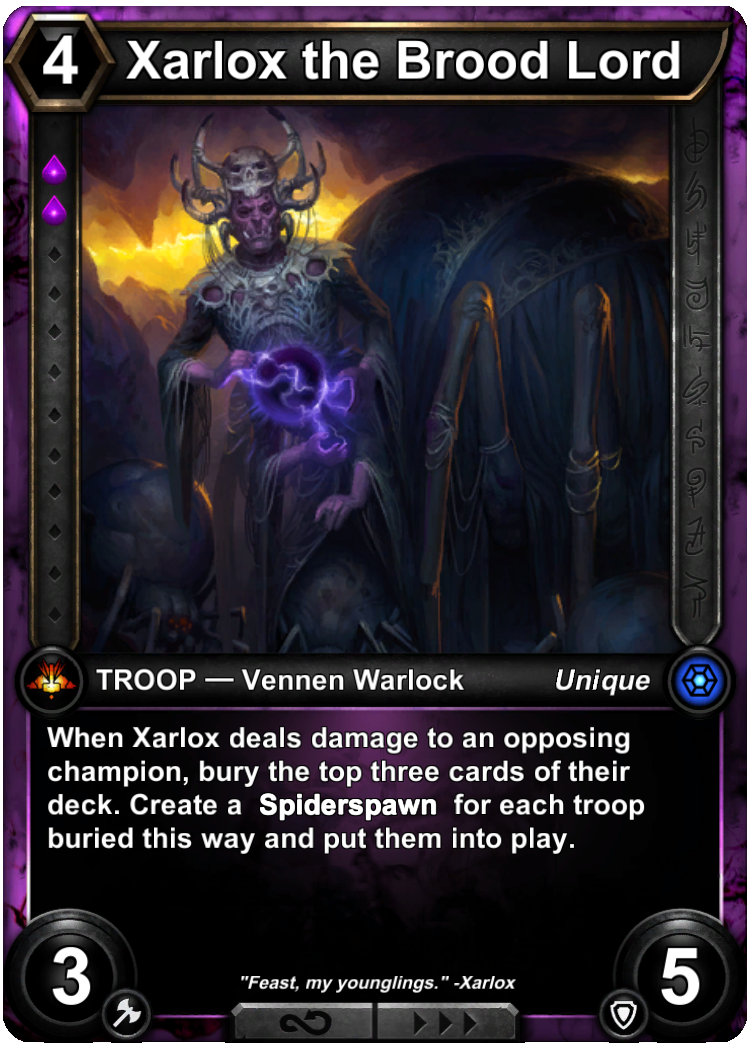 4
Xarlox the Brood Lord
TROOP — Vennen Warlock
Unique
When Xarlox deals damage to an opposing
champion, bury the top three cards of their
deck. Create a Spiderspawn for each troop
buried this way and put them into play.
3
"Feast, my younglings." -Xarlox
5